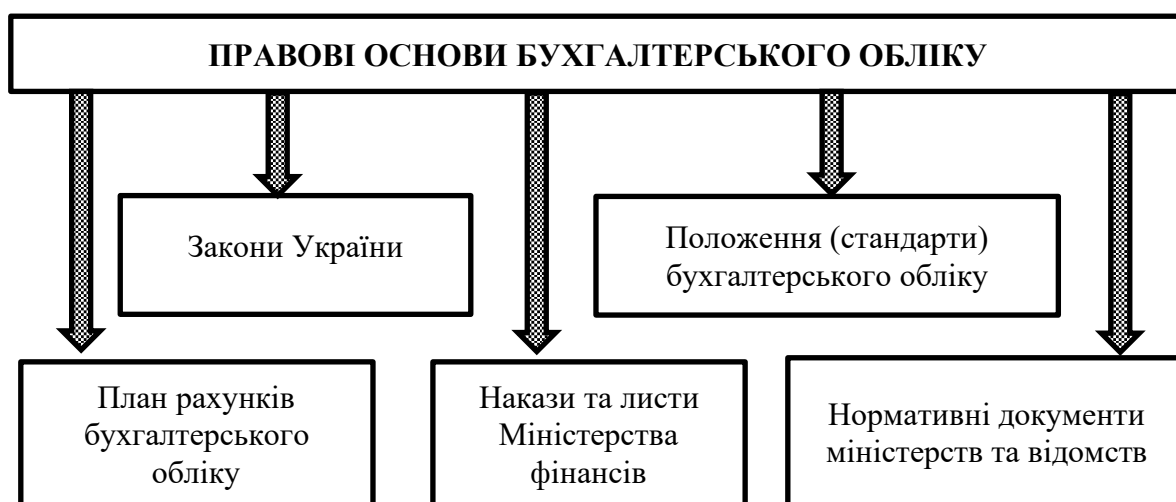 ПРАВОВІ ОСНОВИ БУХГАЛТЕРСЬКОГО ОБЛІКУ
Закони України
Положення (стандарти)
бухгалтерського обліку
План рахунків
бухгалтерського
обліку
Накази та листи
Міністерства
фінансів
Нормативні документи
міністерств та відомств